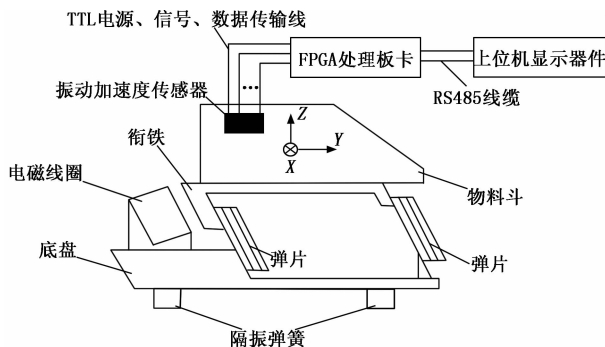 TTL电源、信号、数据传输线
FPGA处理板卡
上位机显示器件
振动加速度传感器
•••
RS485线缆
Z
Y
X
衔铁
电磁线圈
物料斗
底盘
弹片
弹片
隔振弹簧